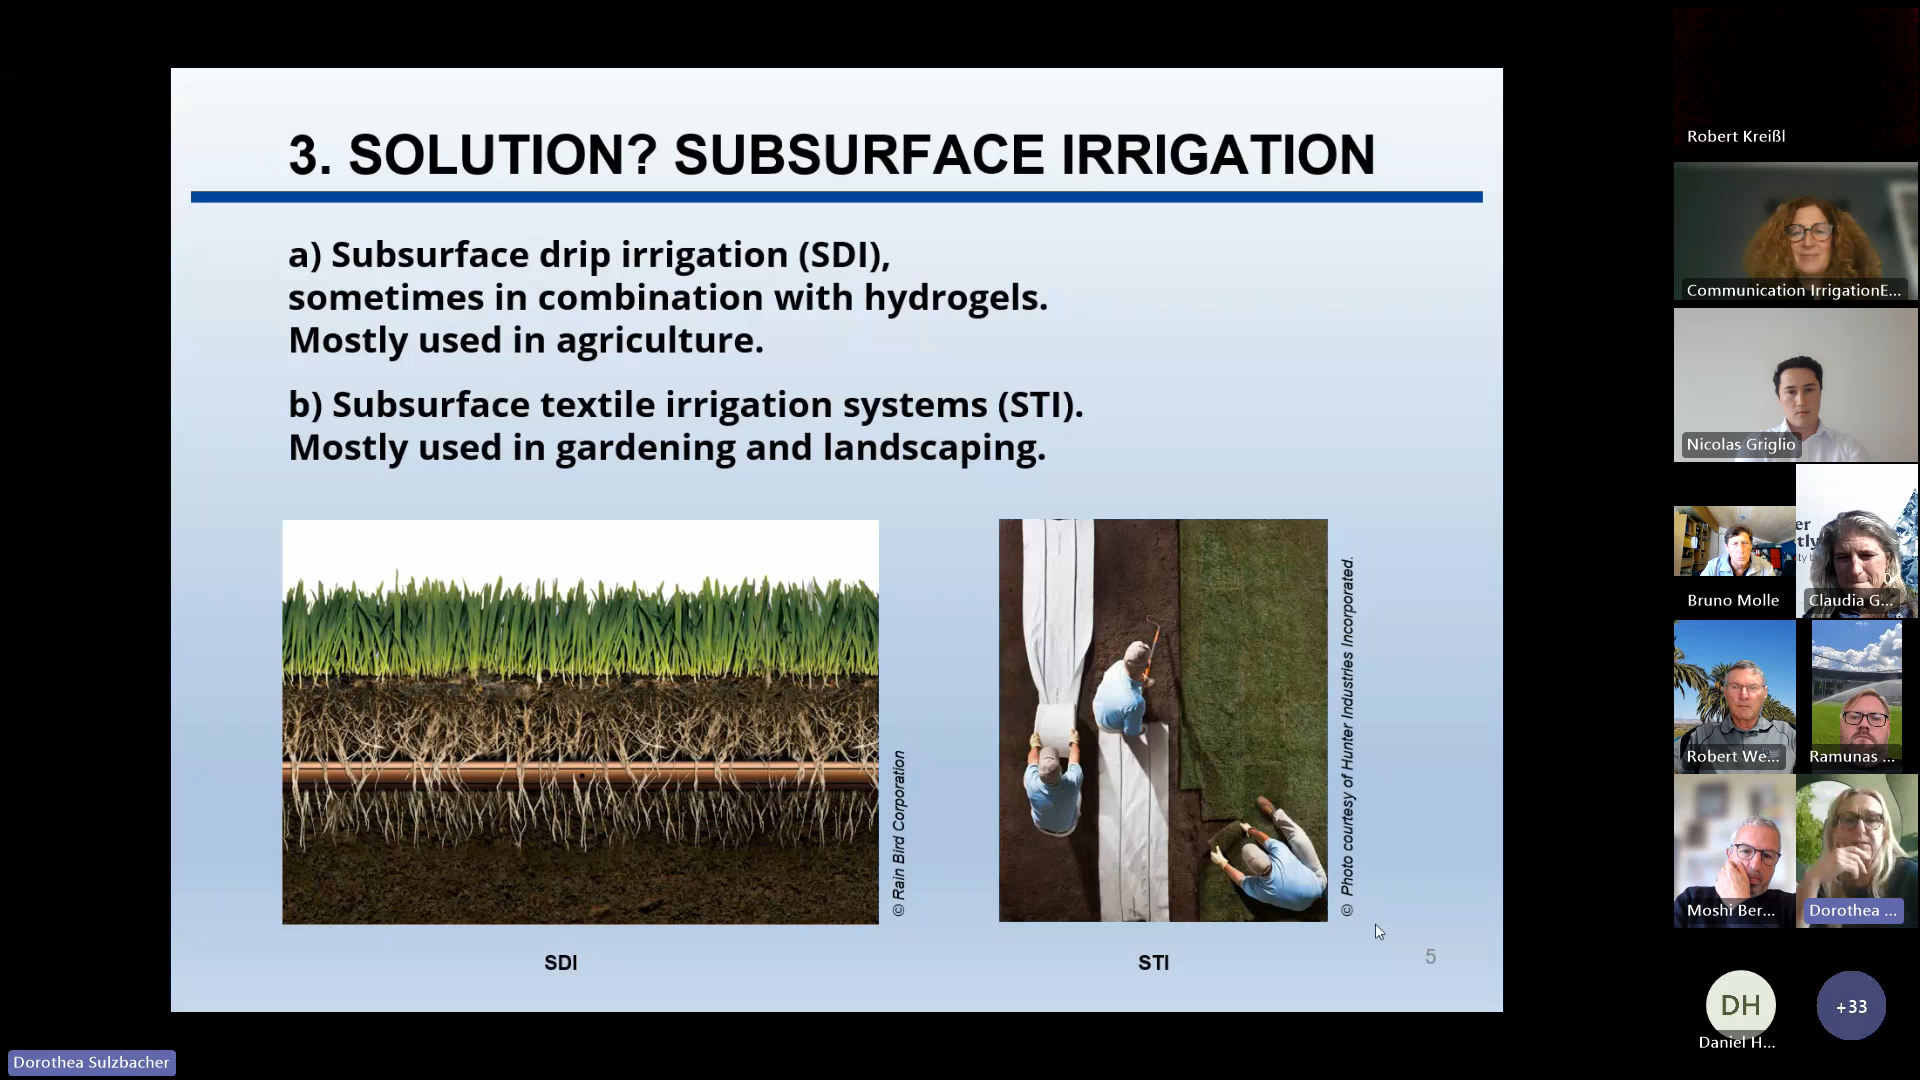 3. SOLUTION? SUBSURFACE IRRIGATION
a) Subsurface drip irrigation (SDI),
sometimes in combination with hydrogels.
Mostly used in agriculture.
b) Subsurface textile irrigation systems (STI).
Mostly used in gardening and landscaping.
© Rain Bird Corporation
© Photo courtesy of Hunter Industries Incorporated.
SDI
STI
5
Robert Kreißl
Communication IrrigationE...
Nicolas Griglio
Bruno Molle
Claudia G...
Robert We...
Ramunas ...
Moshi Ber...
Dorothea ...
DH
Daniel H...
+33
Dorothea Sulzbacher